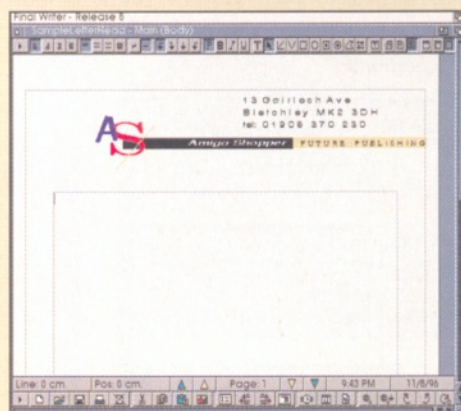 Final Writer - Release 5
SampleLetterHead - Main (Body)
B I U T
13 Gairloch Ave
Bletchley MK2 3DH
tel: 01908 370 230
AS
Amiga Shopper FUTURE PUBLISHING
Line: 0 cm. Pos: 0 cm. Page: 1 9:43 PM 11/8/96